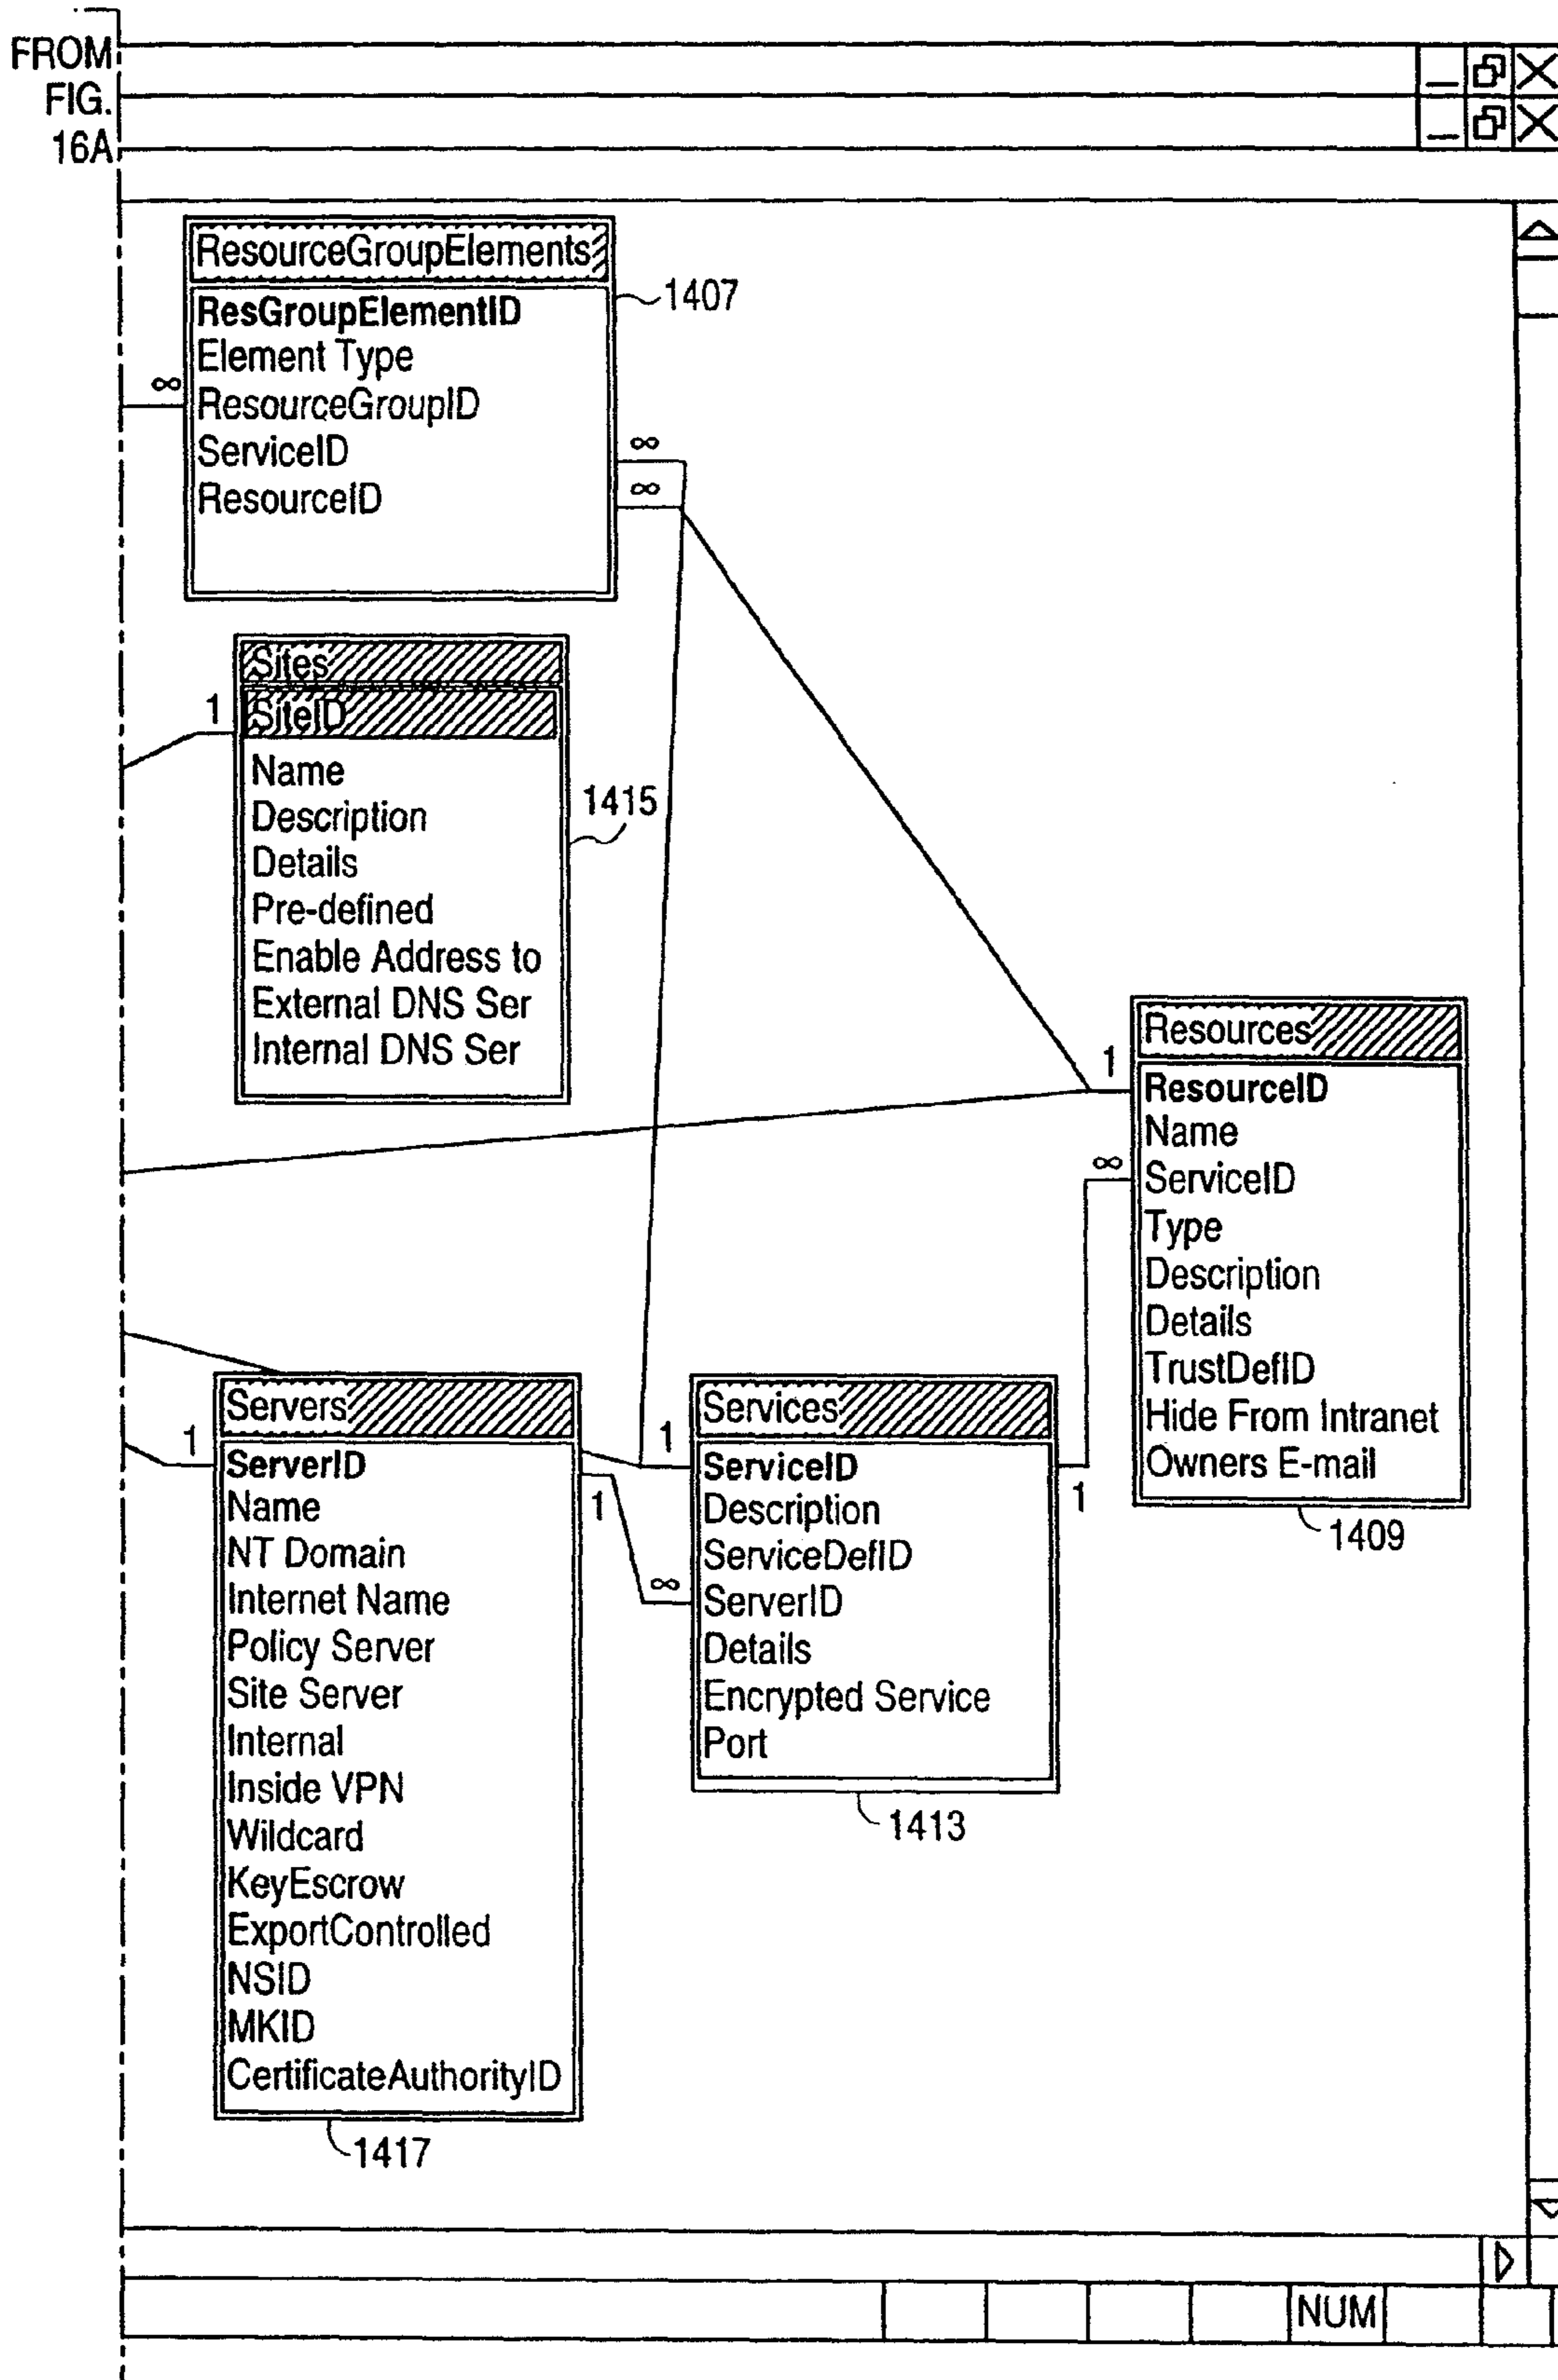 FROM
FIG.
16A
ResourceGroupElements
ResGroupElementID
Element Type
ResourceGroupID
ServiceID
ResourceID
1407
∞
∞
∞
Sites
SiteID
Name
Description
Details
Pre-defined
Enable Address to
External DNS Ser
Internal DNS Ser
1
1415
Resources
ResourceID
Name
ServiceID
Type
Description
Details
TrustDefID
Hide From Intranet
Owners E-mail
1
∞
1409
Servers
ServerID
Name
NT Domain
Internet Name
Policy Server
Site Server
Internal
Inside VPN
Wildcard
KeyEscrow
ExportControlled
NSID
MKID
CertificateAuthorityID
1
1
1417
Services
ServiceID
Description
ServiceDefID
ServerID
Details
Encrypted Service
Port
1
∞
1
1413
NUM